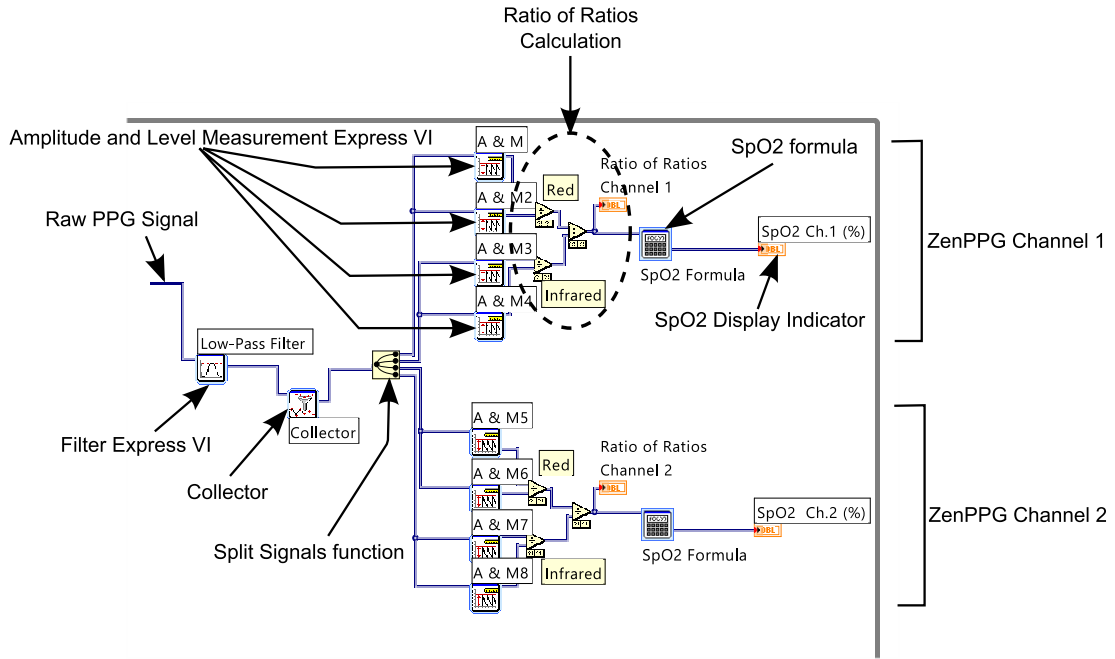 Ratio of Ratios
Calculation
Amplitude and Level Measurement Express VI
A & M
SpO2 formula
Ratio of Ratios
Channel 1
Red
A & M2
Raw PPG Signal
SpO2 Ch.1 (%)
ZenPPG Channel 1
A & M3
SpO2 Formula
Infrared
A & M4
SpO2 Display Indicator
Low-Pass Filter
Filter Express VI
Collector
Collector
Split Signals function
A & M5
Ratio of Ratios
Channel 2
Red
A & M6
SpO2 Ch.2 (%)
ZenPPG Channel 2
A & M7
SpO2 Formula
A & M8
Infrared